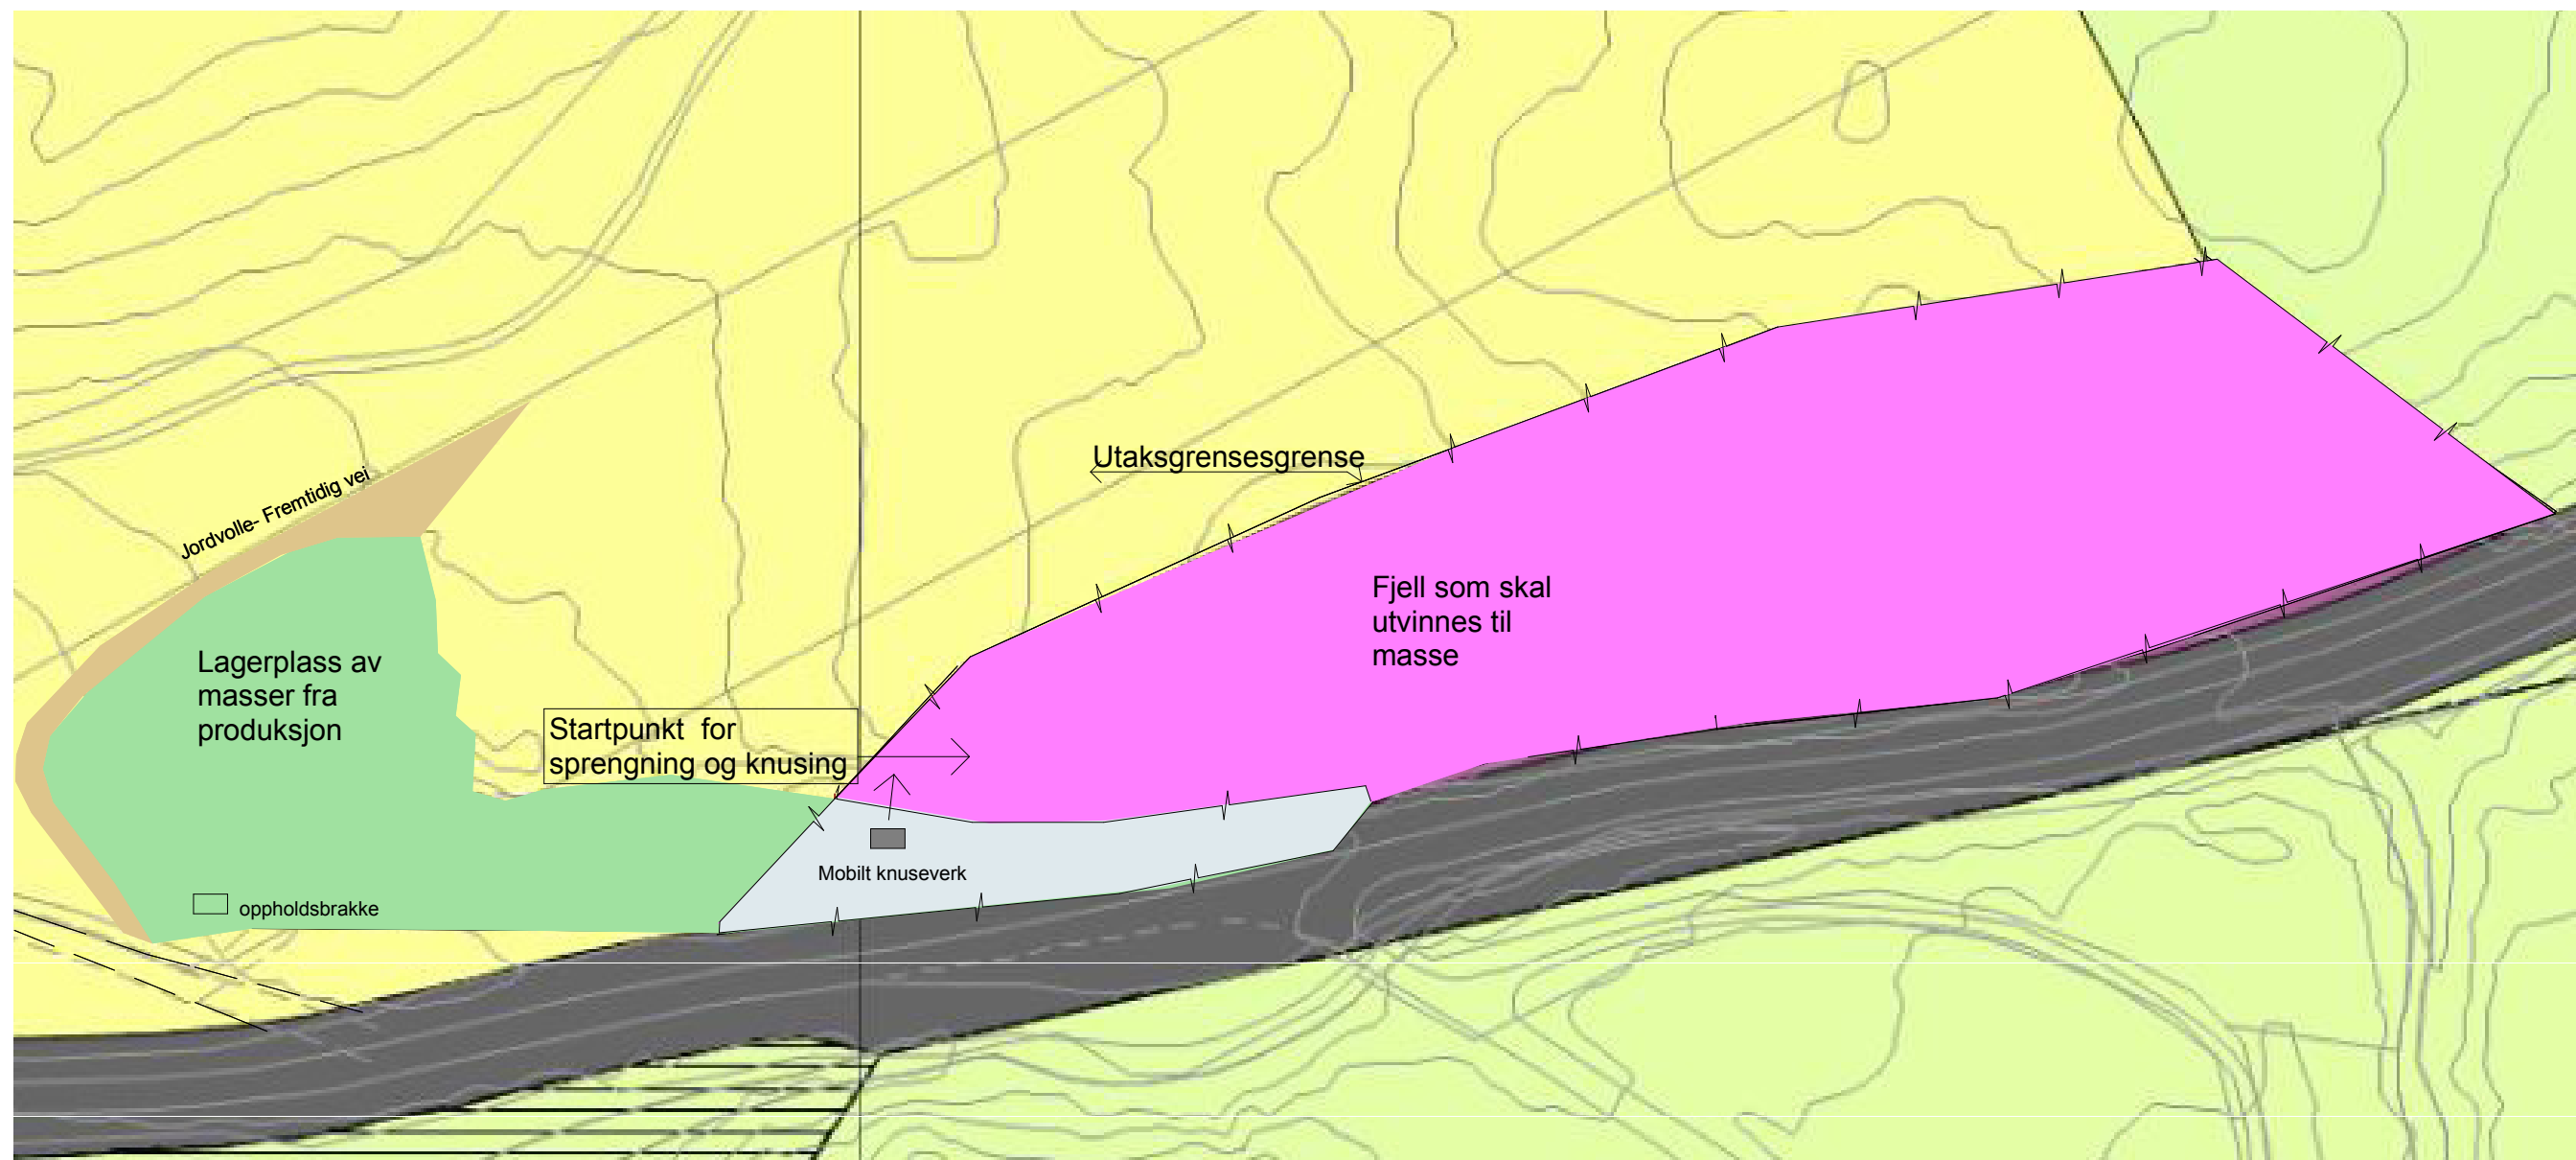 Utaksgrensesgrense
Jordvolle- Fremtidig vei
Fjell som skal
utvinnes til
masse
Lagerplass av
masser fra
produksjon
Startpunkt  for
sprengning og knusing
Mobilt knuseverk
oppholdsbrakke